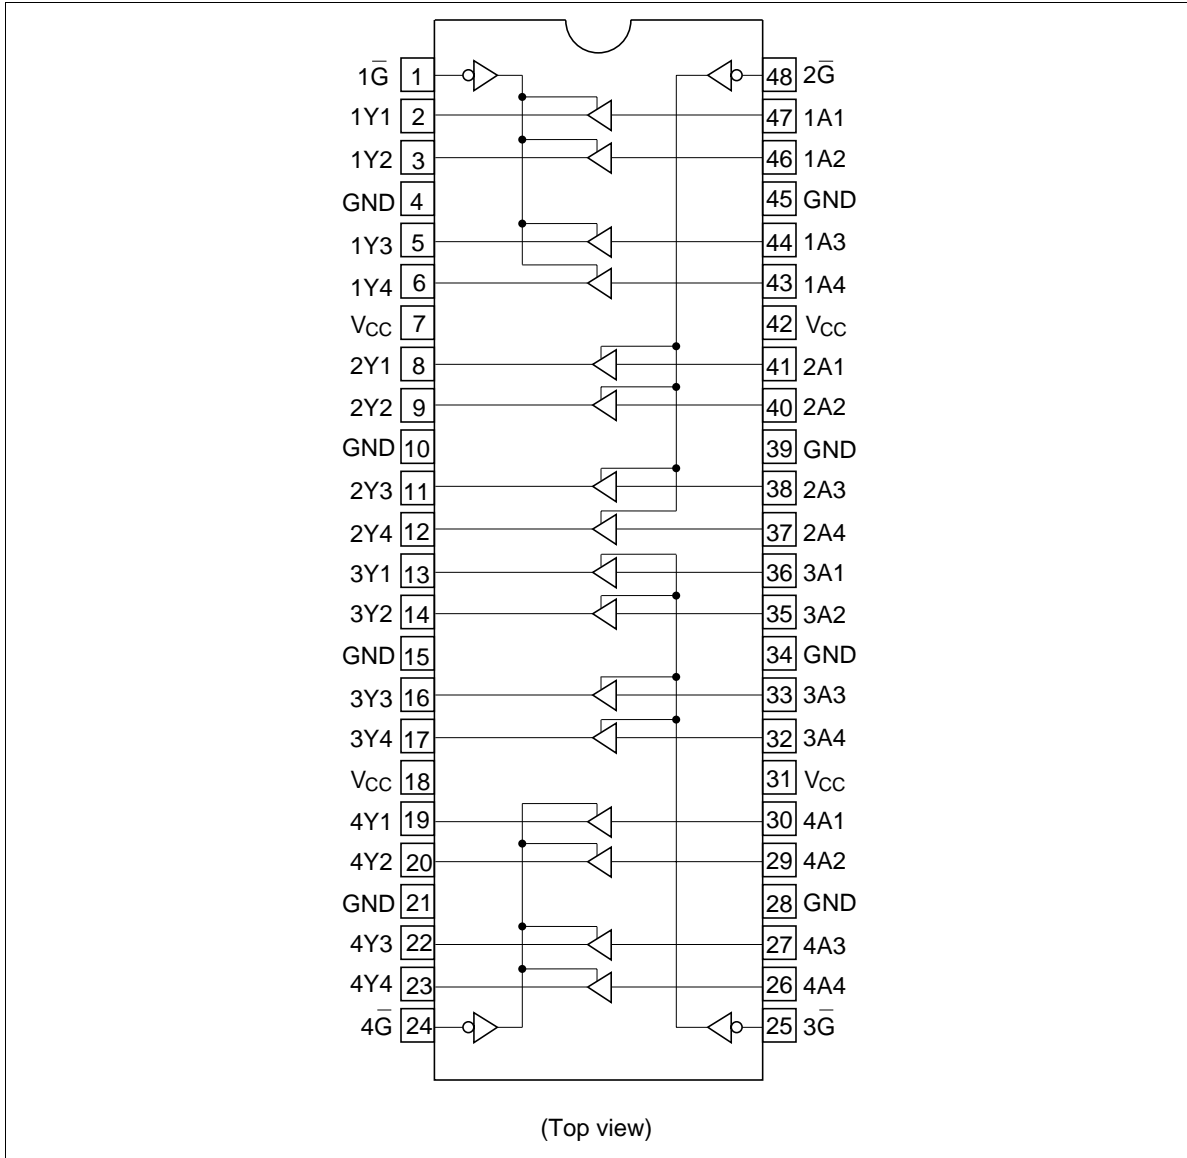 1G̅ 1 48 2G̅
1Y1 2 47 1A1
1Y2 3 46 1A2
GND 4 45 GND
1Y3 5 44 1A3
1Y4 6 43 1A4
VCC 7 42 VCC
2Y1 8 41 2A1
2Y2 9 40 2A2
GND 10 39 GND
2Y3 11 38 2A3
2Y4 12 37 2A4
3Y1 13 36 3A1
3Y2 14 35 3A2
GND 15 34 GND
3Y3 16 33 3A3
3Y4 17 32 3A4
VCC 18 31 VCC
4Y1 19 30 4A1
4Y2 20 29 4A2
GND 21 28 GND
4Y3 22 27 4A3
4Y4 23 26 4A4
4G̅ 24 25 3G̅
(Top view)